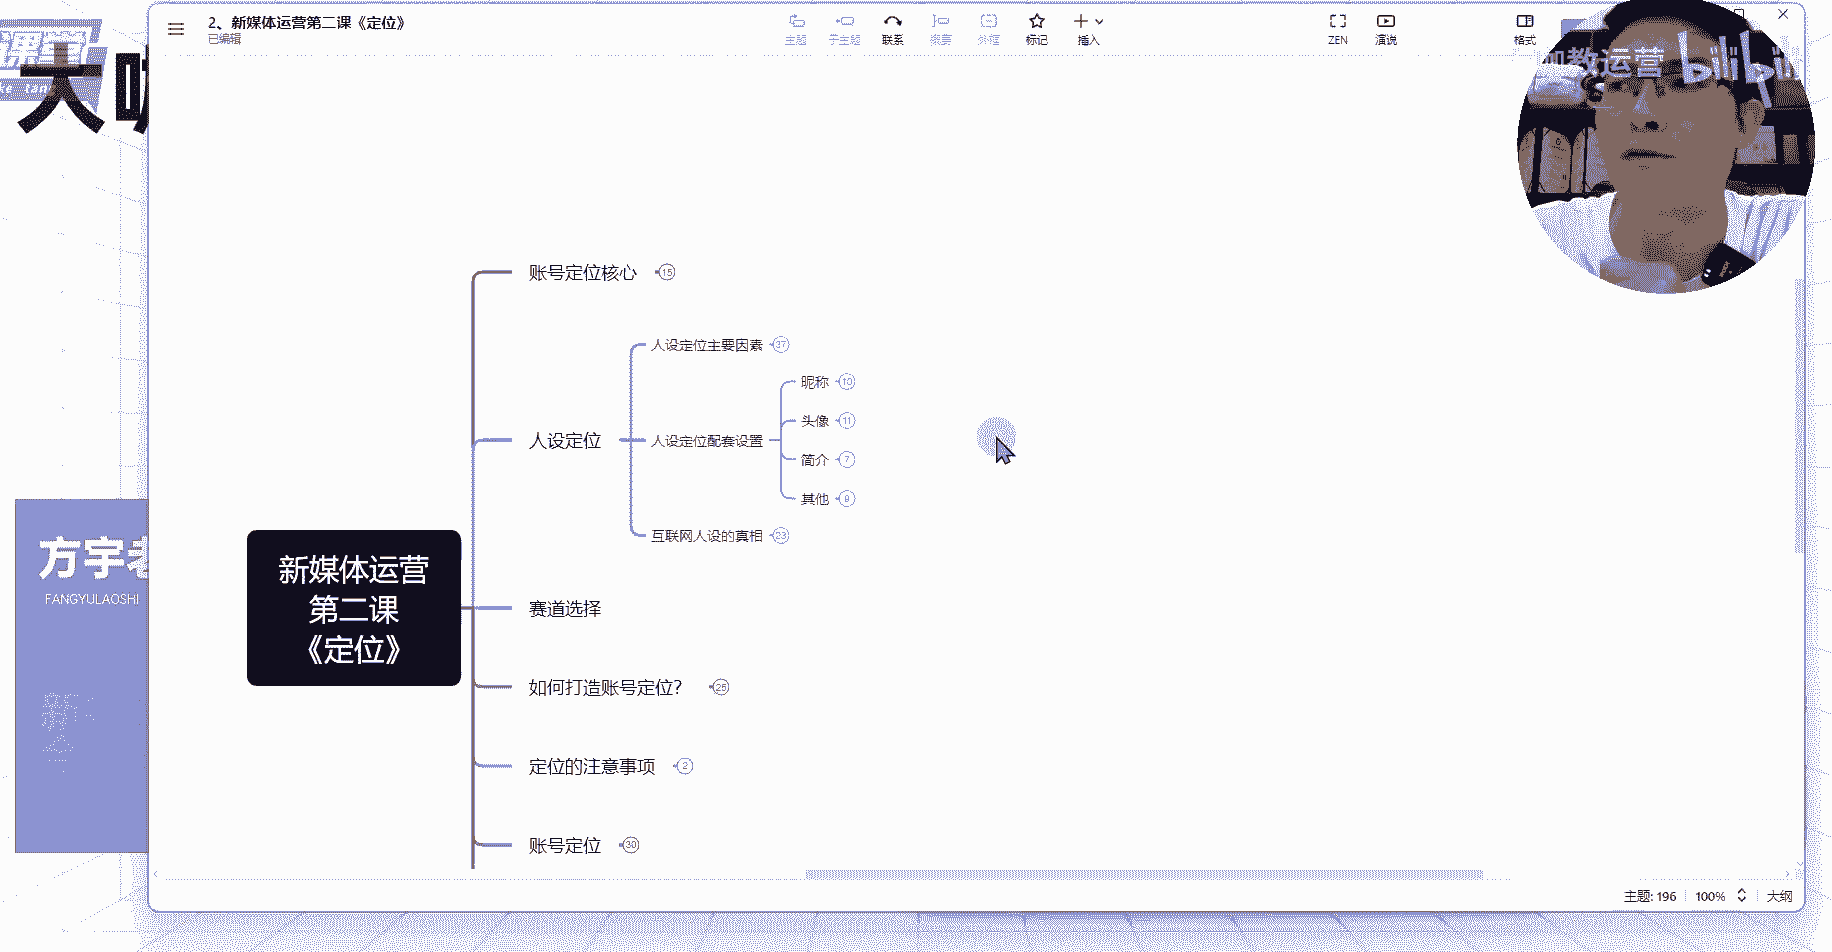 2、新媒体运营第二课《定位》
已编辑
主题
子主题
联系
概要
外框
标记
插入
ZEN
演说
格式
课堂
ke tan
大咖
咖教运营 bilibili
账号定位核心 15
人设定位主要因素 37
昵称 10
头像 11
人设定位
人设定位配套设置
简介 7
其他 9
互联网人设的真相 23
新媒体运营
第二课
《定位》
方宇老
FANGYULAOSHI
赛道选择
如何打造账号定位？ 25
定位的注意事项 2
账号定位 30
主题: 196
100%
大纲